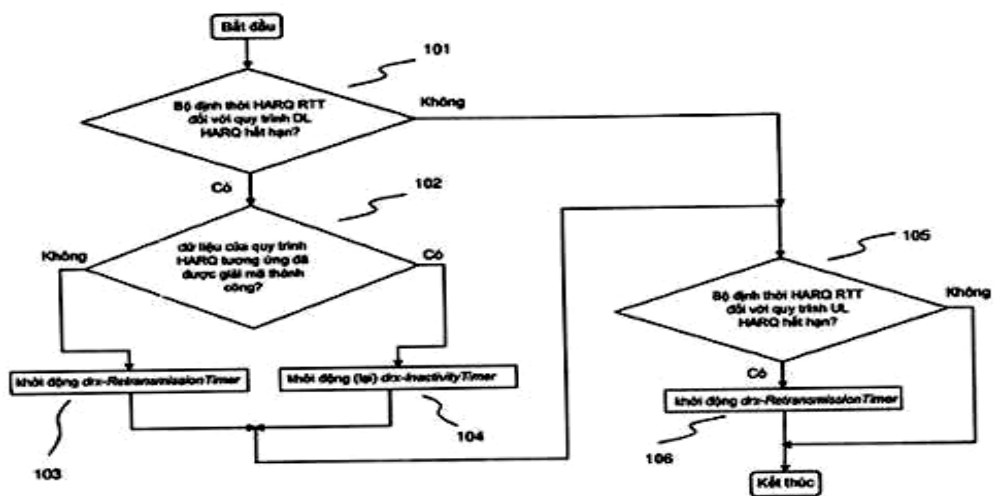 Bắt đầu
101
Bộ định thời HARQ RTT
đối với quy trình DL
HARQ hết hạn?
Không
Có
102
dữ liệu của quy trình
HARQ tương ứng đã
được giải mã thành
công?
Không
Có
khởi động drx-RetransmissionTimer
khởi động (lại) drx-InactivityTimer
103
104
105
Bộ định thời HARQ RTT
đối với quy trình UL
HARQ hết hạn?
Không
Có
khởi động drx-RetransmissionTimer
106
Kết thúc